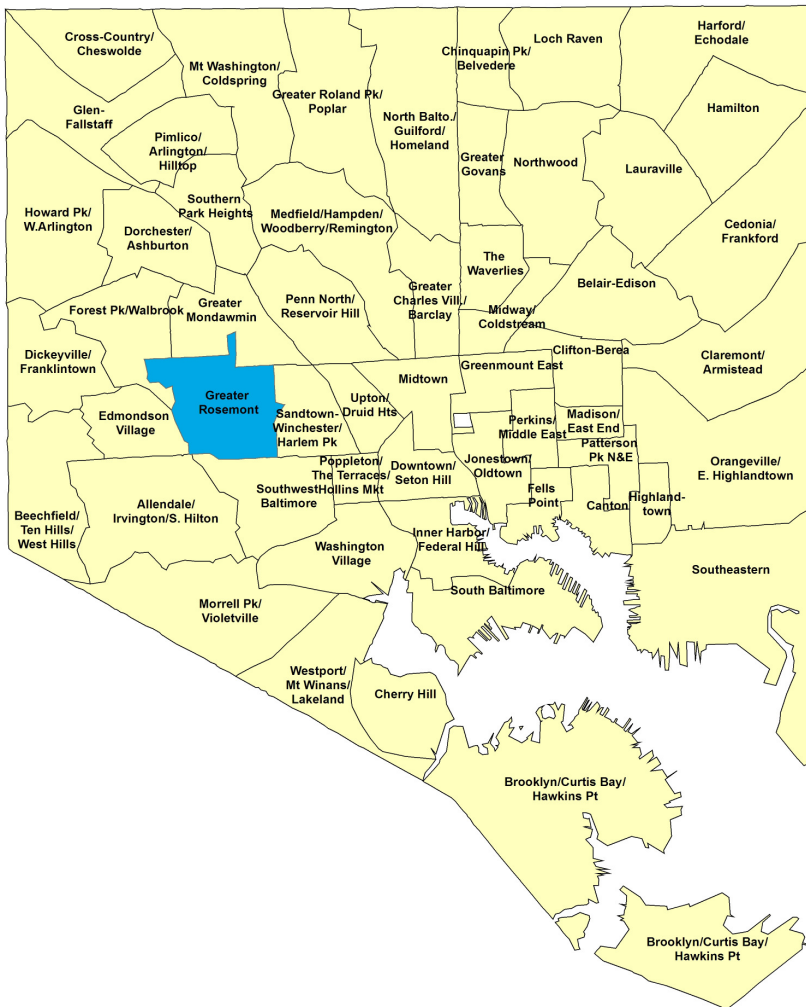 Cross-Country/
Cheswolde
Mt Washington/
Coldspring
Greater Roland Pk/
Poplar
North Balto./
Guilford/
Homeland
Chinquapin Pk/
Belvedere
Loch Raven
Harford/
Echodale
Glen-
Fallstaff
Pimlico/
Arlington/
Hilltop
Hamilton
Greater
Govans
Northwood
Lauraville
Howard Pk/
W.Arlington
Dorchester/
Ashburton
Southern
Park Heights
Medfield/Hampden/
Woodberry/Remington
Cedonia/
Frankford
The
Waverlies
Belair-Edison
Forest Pk/Walbrook
Greater
Mondawmin
Penn North/
Reservoir Hill
Greater
Charles Vill./
Barclay
Midway/
Coldstream
Dickeyville/
Franklintown
Greater
Rosemont
Midtown
Greenmount East
Clifton-Berea
Claremont/
Armistead
Edmondson
Village
Sandtown-
Winchester/
Harlem Pk
Upton/
Druid Hts
Perkins/
Middle East
Madison/
East End
Patterson
Pk N&E
Poppleton/
The Terraces/
Hollins Mkt
Downtown/
Seton Hill
Jonestown/
Oldtown
Orangeville/
E. Highlandtown
Southwest
Baltimore
Fells
Point
Canton
Highland-
town
Beechfield/
Ten Hills/
West Hills
Allendale/
Irvington/S. Hilton
Washington
Village
Inner Harbor/
Federal Hill
Southeastern
South Baltimore
Morrell Pk/
Violetville
Westport/
Mt Winans/
Lakeland
Cherry Hill
Brooklyn/Curtis Bay/
Hawkins Pt
Brooklyn/Curtis Bay/
Hawkins Pt